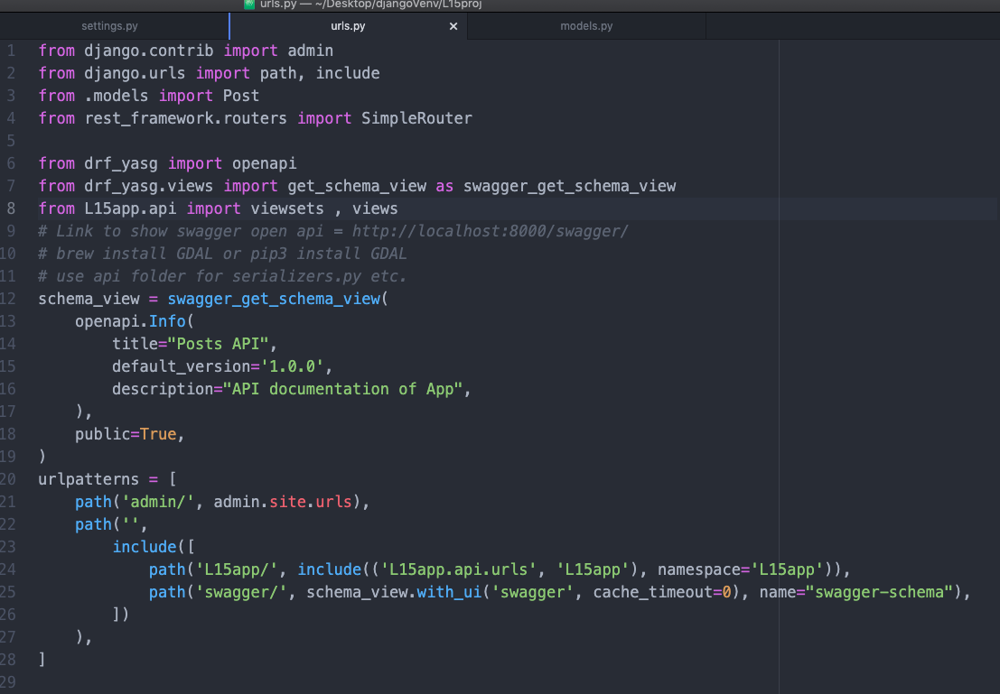 urls.py — ~/Desktop/djangoVenv/L15proj
settings.py urls.py × models.py
1 from django.contrib import admin
2 from django.urls import path, include
3 from .models import Post
4 from rest_framework.routers import SimpleRouter
5
6 from drf_yasg import openapi
7 from drf_yasg.views import get_schema_view as swagger_get_schema_view
8 from L15app.api import viewsets , views
9 # Link to show swagger open api = http://localhost:8000/swagger/
10 # brew install GDAL or pip3 install GDAL
11 # use api folder for serializers.py etc.
12 schema_view = swagger_get_schema_view(
13     openapi.Info(
14         title="Posts API",
15         default_version='1.0.0',
16         description="API documentation of App",
17     ),
18     public=True,
19 )
20 urlpatterns = [
21     path('admin/', admin.site.urls),
22     path('',
23         include([
24             path('L15app/', include(('L15app.api.urls', 'L15app'), namespace='L15app')),
25             path('swagger/', schema_view.with_ui('swagger', cache_timeout=0), name="swagger-schema"),
26         ])
27     ),
28 ]
29